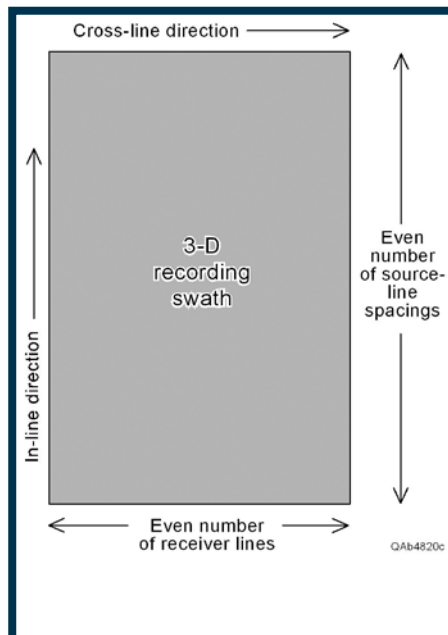 Cross-line direction
3-D
recording
swath
In-line direction
Even
number
of source-
line
spacings
Even number
of receiver lines
QAb4820c